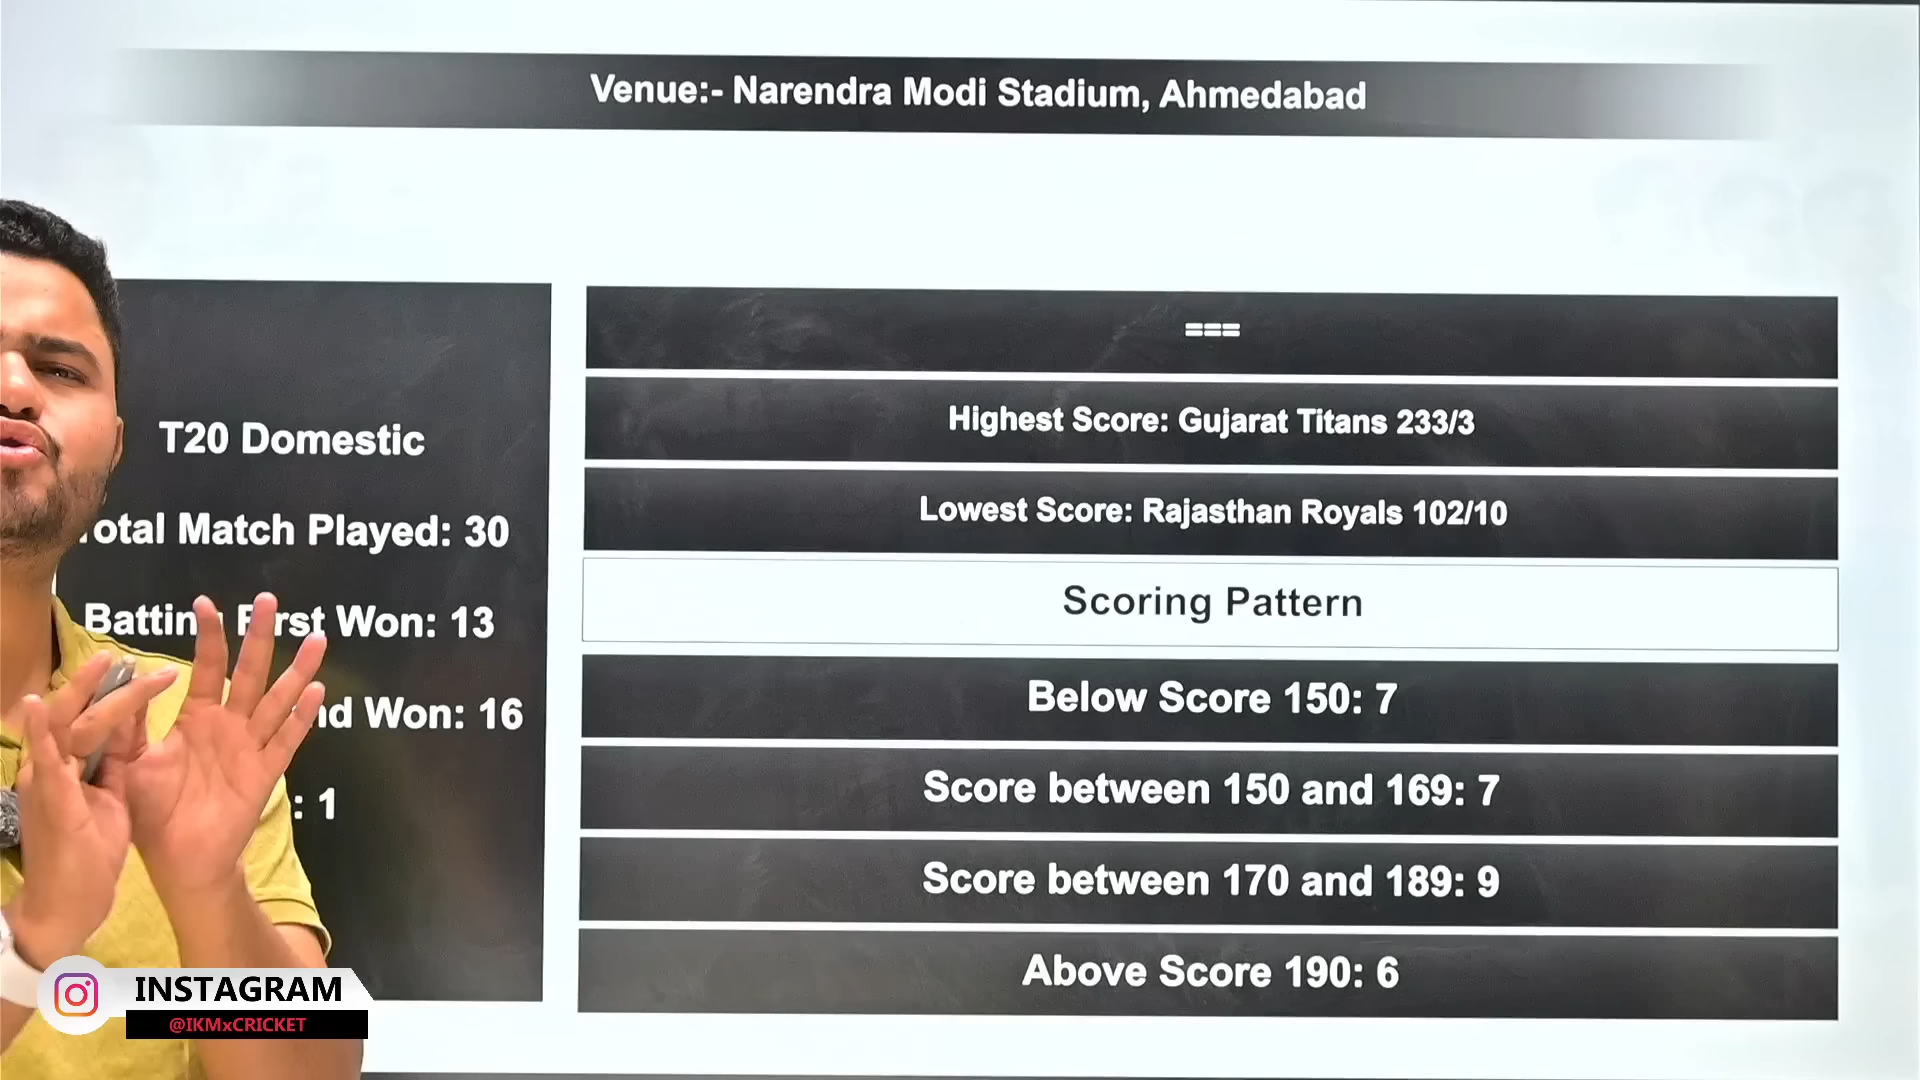 Venue:- Narendra Modi Stadium, Ahmedabad
===
Highest Score: Gujarat Titans 233/3
Lowest Score: Rajasthan Royals 102/10
Scoring Pattern
Below Score 150: 7
Score between 150 and 169: 7
Score between 170 and 189: 9
Above Score 190: 6
T20 Domestic
Match Played: 30
Won: 13
Won: 16
: 1
INSTAGRAM
@IKMxCRICKET